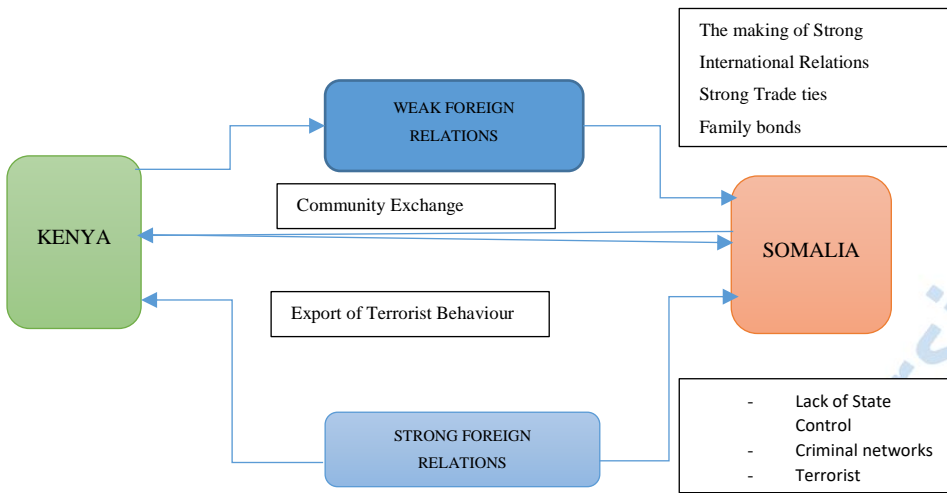 The making of Strong
International Relations
Strong Trade ties
Family bonds
WEAK FOREIGN
RELATIONS
Community Exchange
KENYA
SOMALIA
Export of Terrorist Behaviour
STRONG FOREIGN
RELATIONS
- Lack of State
Control
- Criminal networks
- Terrorist